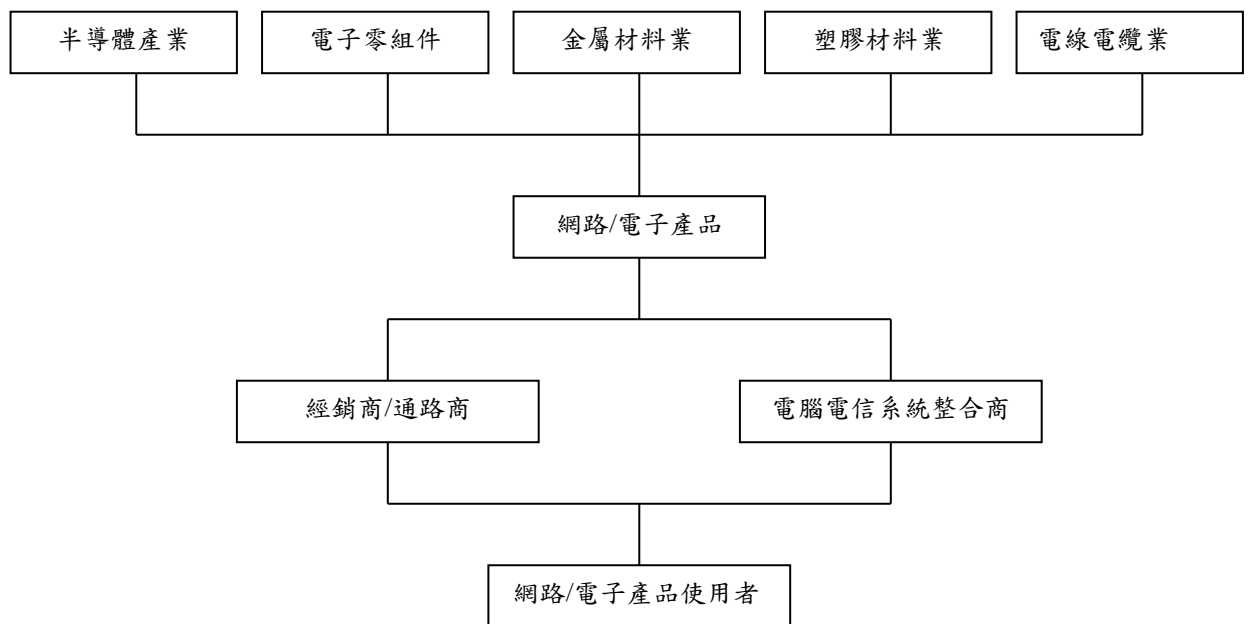 半導體產業
電子零組件
金屬材料業
塑膠材料業
電線電纜業
網路/電子產品
經銷商/通路商
電腦電信系統整合商
網路/電子產品使用者